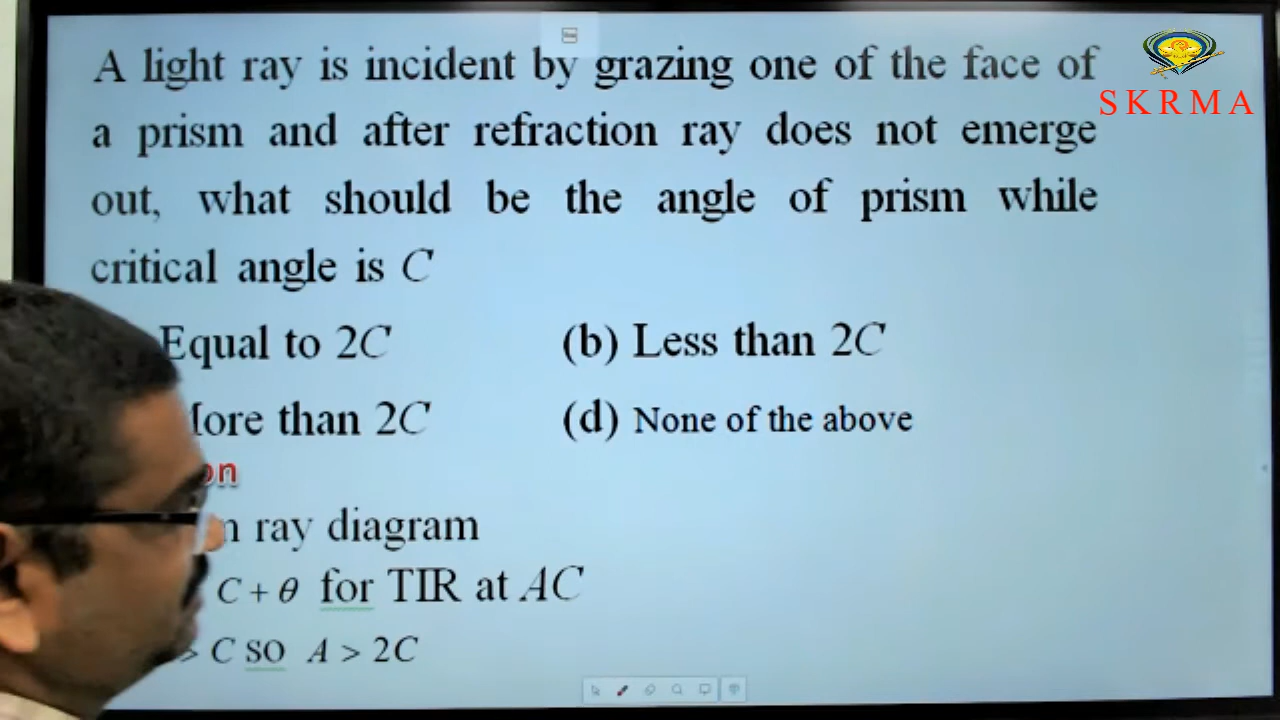 A light ray is incident by grazing one of the face of
SKRMA
a prism and after refraction ray does not emerge
out, what should be the angle of prism while
critical angle is C
Equal to 2C (b) Less than 2C
than 2C (d) None of the above
ray diagram
C + θ for TIR at AC
> C so A > 2C